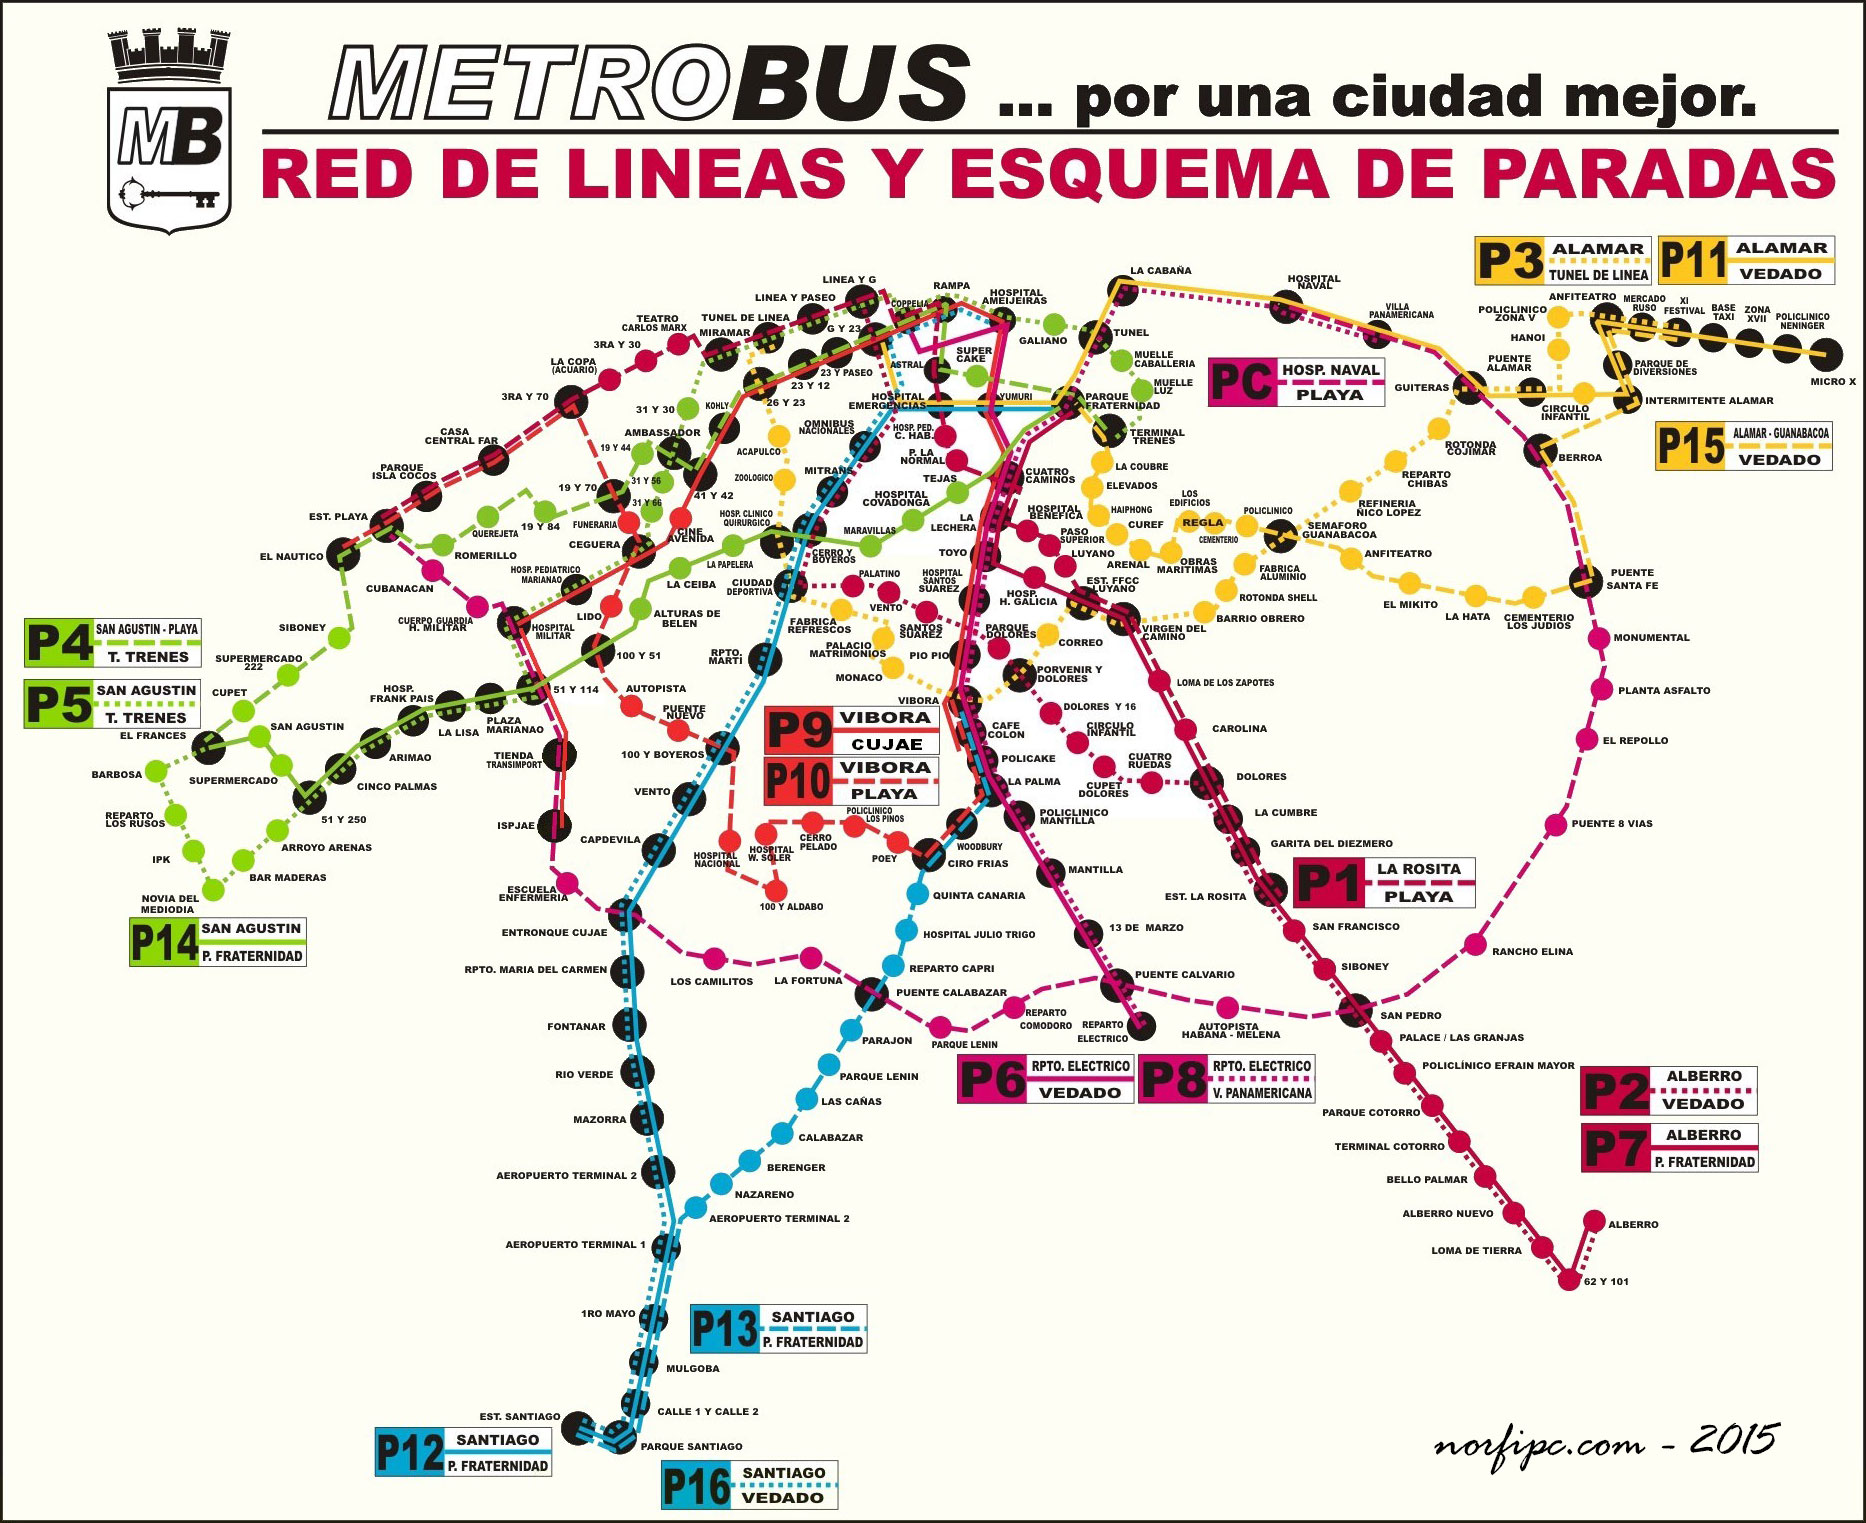 METROBUS ... por una ciudad mejor.
MB
RED DE LINEAS Y ESQUEMA DE PARADAS
P3 ALAMAR
TUNEL DE LINEA
P11 ALAMAR
VEDADO
P15 ALAMAR - GUANABACOA
VEDADO
PC HOSP. NAVAL
PLAYA
P4 SAN AGUSTIN - PLAYA
T. TRENES
P5 SAN AGUSTIN
T. TRENES
P14 SAN AGUSTIN
P. FRATERNIDAD
P9 VIBORA
CUJAE
P10 VIBORA
PLAYA
P1 LA ROSITA
PLAYA
P6 RPTO. ELECTRICO
VEDADO
P8 RPTO. ELECTRICO
V. PANAMERICANA
P2 ALBERRO
VEDADO
P7 ALBERRO
P. FRATERNIDAD
P13 SANTIAGO
P. FRATERNIDAD
P12 SANTIAGO
P. FRATERNIDAD
P16 SANTIAGO
VEDADO
LA CABAÑA
HOSPITAL
NAVAL
VILLA
PANAMERICANA
LINEA Y G
RAMPA
COPPELIA
HOSPITAL
AMEIJEIRAS
LINEA Y PASEO
TUNEL DE LINEA
TEATRO
CARLOS MARX
MIRAMAR
G Y 23
23 Y PASEO
23 Y 12
26 Y 23
3RA Y 30
LA COPA
(ACUARIO)
3RA Y 70
31 Y 30
KOHLY
AMBASSADOR
CASA
CENTRAL FAR
PARQUE
ISLA COCOS
EST. PLAYA
EL NAUTICO
19 Y 44
19 Y 70
31 Y 56
31 Y 66
41 Y 42
19 Y 84
QUEREJETA
ROMERILLO
FUNERARIA
CINE
AVENIDA
CEGUERA
HOSP. PEDIATRICO
MARIANAO
CUBANACAN
CUERPO GUARDIA
H. MILITAR
HOSPITAL
MILITAR
LIDO
LA CEIBA
LA PAPELERA
ALTURAS DE
BELEN
100 Y 51
51 Y 114
SIBONEY
SUPERMERCADO
222
CUPET
SAN AGUSTIN
EL FRANCES
BARBOSA
SUPERMERCADO
REPARTO
LOS RUSOS
IPK
NOVIA DEL
MEDIODIA
BAR MADERAS
ARROYO ARENAS
51 Y 250
CINCO PALMAS
ARIMAO
HOSP.
FRANK PAIS
LA LISA
PLAZA
MARIANAO
TIENDA
TRANSIMPORT
ISPJAE
ESCUELA
ENFERMERIA
ENTRONQUE CUJAE
AUTOPISTA
PUENTE
NUEVO
100 Y BOYEROS
VENTO
CAPDEVILA
HOSPITAL
NACIONAL
HOSPITAL
W. SOLER
100 Y ALDABO
CERRO
PELADO
POLICLINICO
LOS PINOS
POEY
WOODBURY
CIRO FRIAS
QUINTA CANARIA
HOSPITAL JULIO TRIGO
REPARTO CAPRI
PUENTE CALABAZAR
LA FORTUNA
LOS CAMILITOS
RPTO. MARIA DEL CARMEN
FONTANAR
RIO VERDE
MAZORRA
AEROPUERTO TERMINAL 2
AEROPUERTO TERMINAL 1
1RO MAYO
MULGOBA
CALLE 1 Y CALLE 2
EST. SANTIAGO
PARQUE SANTIAGO
PARAJON
PARQUE LENIN
LAS CAÑAS
CALABAZAR
BERENGER
NAZARENO
AEROPUERTO TERMINAL 2
PARQUE LENIN
REPARTO
COMODORO
REPARTO
ELECTRICO
PUENTE CALVARIO
13 DE MARZO
MANTILLA
POLICLINICO
MANTILLA
LA PALMA
POLICAKE
CAFE
COLON
VIBORA
PIO PIO
AUTOPISTA
HABANA - MELENA
SAN PEDRO
RANCHO ELINA
PUENTE 8 VIAS
EL REPOLLO
PLANTA ASFALTO
MONUMENTAL
PUENTE
SANTA FE
BERROA
GUITERAS
ACAPULCO
ZOOLOGICO
OMNIBUS
NACIONALES
MITRANS
HOSP. CLINICO
QUIRURGICO
CERRO Y
BOYEROS
CIUDAD
DEPORTIVA
RPTO.
MARTI
MARAVILLAS
HOSPITAL
COVADONGA
TEJAS
PALATINO
VENTO
SANTOS
SUAREZ
FABRICA
REFRESCOS
PALACIO
MATRIMONIOS
MONACO
SUPER
CAKE
ASTRAL
HOSPITAL
EMERGENCIAS
YUMURI
HOSP. PED.
C. HAB.
P. LA
NORMAL
GALIANO
TUNEL
MUELLE
CABALLERIA
MUELLE
LUZ
PARQUE
FRATERNIDAD
TERMINAL
TRENES
LA COUBRE
ELEVADOS
HAIPHONG
CUREF
ARENAL
OBRAS
MARITIMAS
LOS
EDIFICIOS
REGLA
CEMENTERIO
POLICLINICO
SEMAFORO
GUANABACOA
CUATRO
CAMINOS
LA
LECHERA
HOSPITAL
BENEFICA
PASO
SUPERIOR
LUYANO
TOYO
HOSPITAL
SANTOS
SUAREZ
HOSP.
H. GALICIA
EST. FFCC
LUYANO
PARQUE
DOLORES
CORREO
VIRGEN DEL
CAMINO
BARRIO OBRERO
ROTONDA SHELL
FABRICA
ALUMINIO
PORVENIR Y
DOLORES
DOLORES Y 16
CIRCULO
INFANTIL
CUPET
DOLORES
CUATRO
RUEDAS
LOMA DE LOS ZAPOTES
CAROLINA
DOLORES
LA CUMBRE
GARITA DEL DIEZMERO
EST. LA ROSITA
SAN FRANCISCO
SIBONEY
PALACE / LAS GRANJAS
POLICLÍNICO EFRAIN MAYOR
PARQUE COTORRO
TERMINAL COTORRO
BELLO PALMAR
ALBERRO NUEVO
LOMA DE TIERRA
62 Y 101
ALBERRO
ANFITEATRO
EL MIKITO
LA HATA
CEMENTERIO
LOS JUDIOS
REFINERIA
ÑICO LOPEZ
REPARTO
CHIBAS
ROTONDA
COJIMAR
PUENTE
ALAMAR
HANOI
POLICLINICO
ZONA V
CIRCULO
INFANTIL
INTERMITENTE ALAMAR
PARQUE DE
DIVERSIONES
ANFITEATRO
MERCADO
RUSO
XI
FESTIVAL
BASE
TAXI
ZONA
XVII
POLICLINICO
NENINGER
MICRO X
norfipc.com - 2015